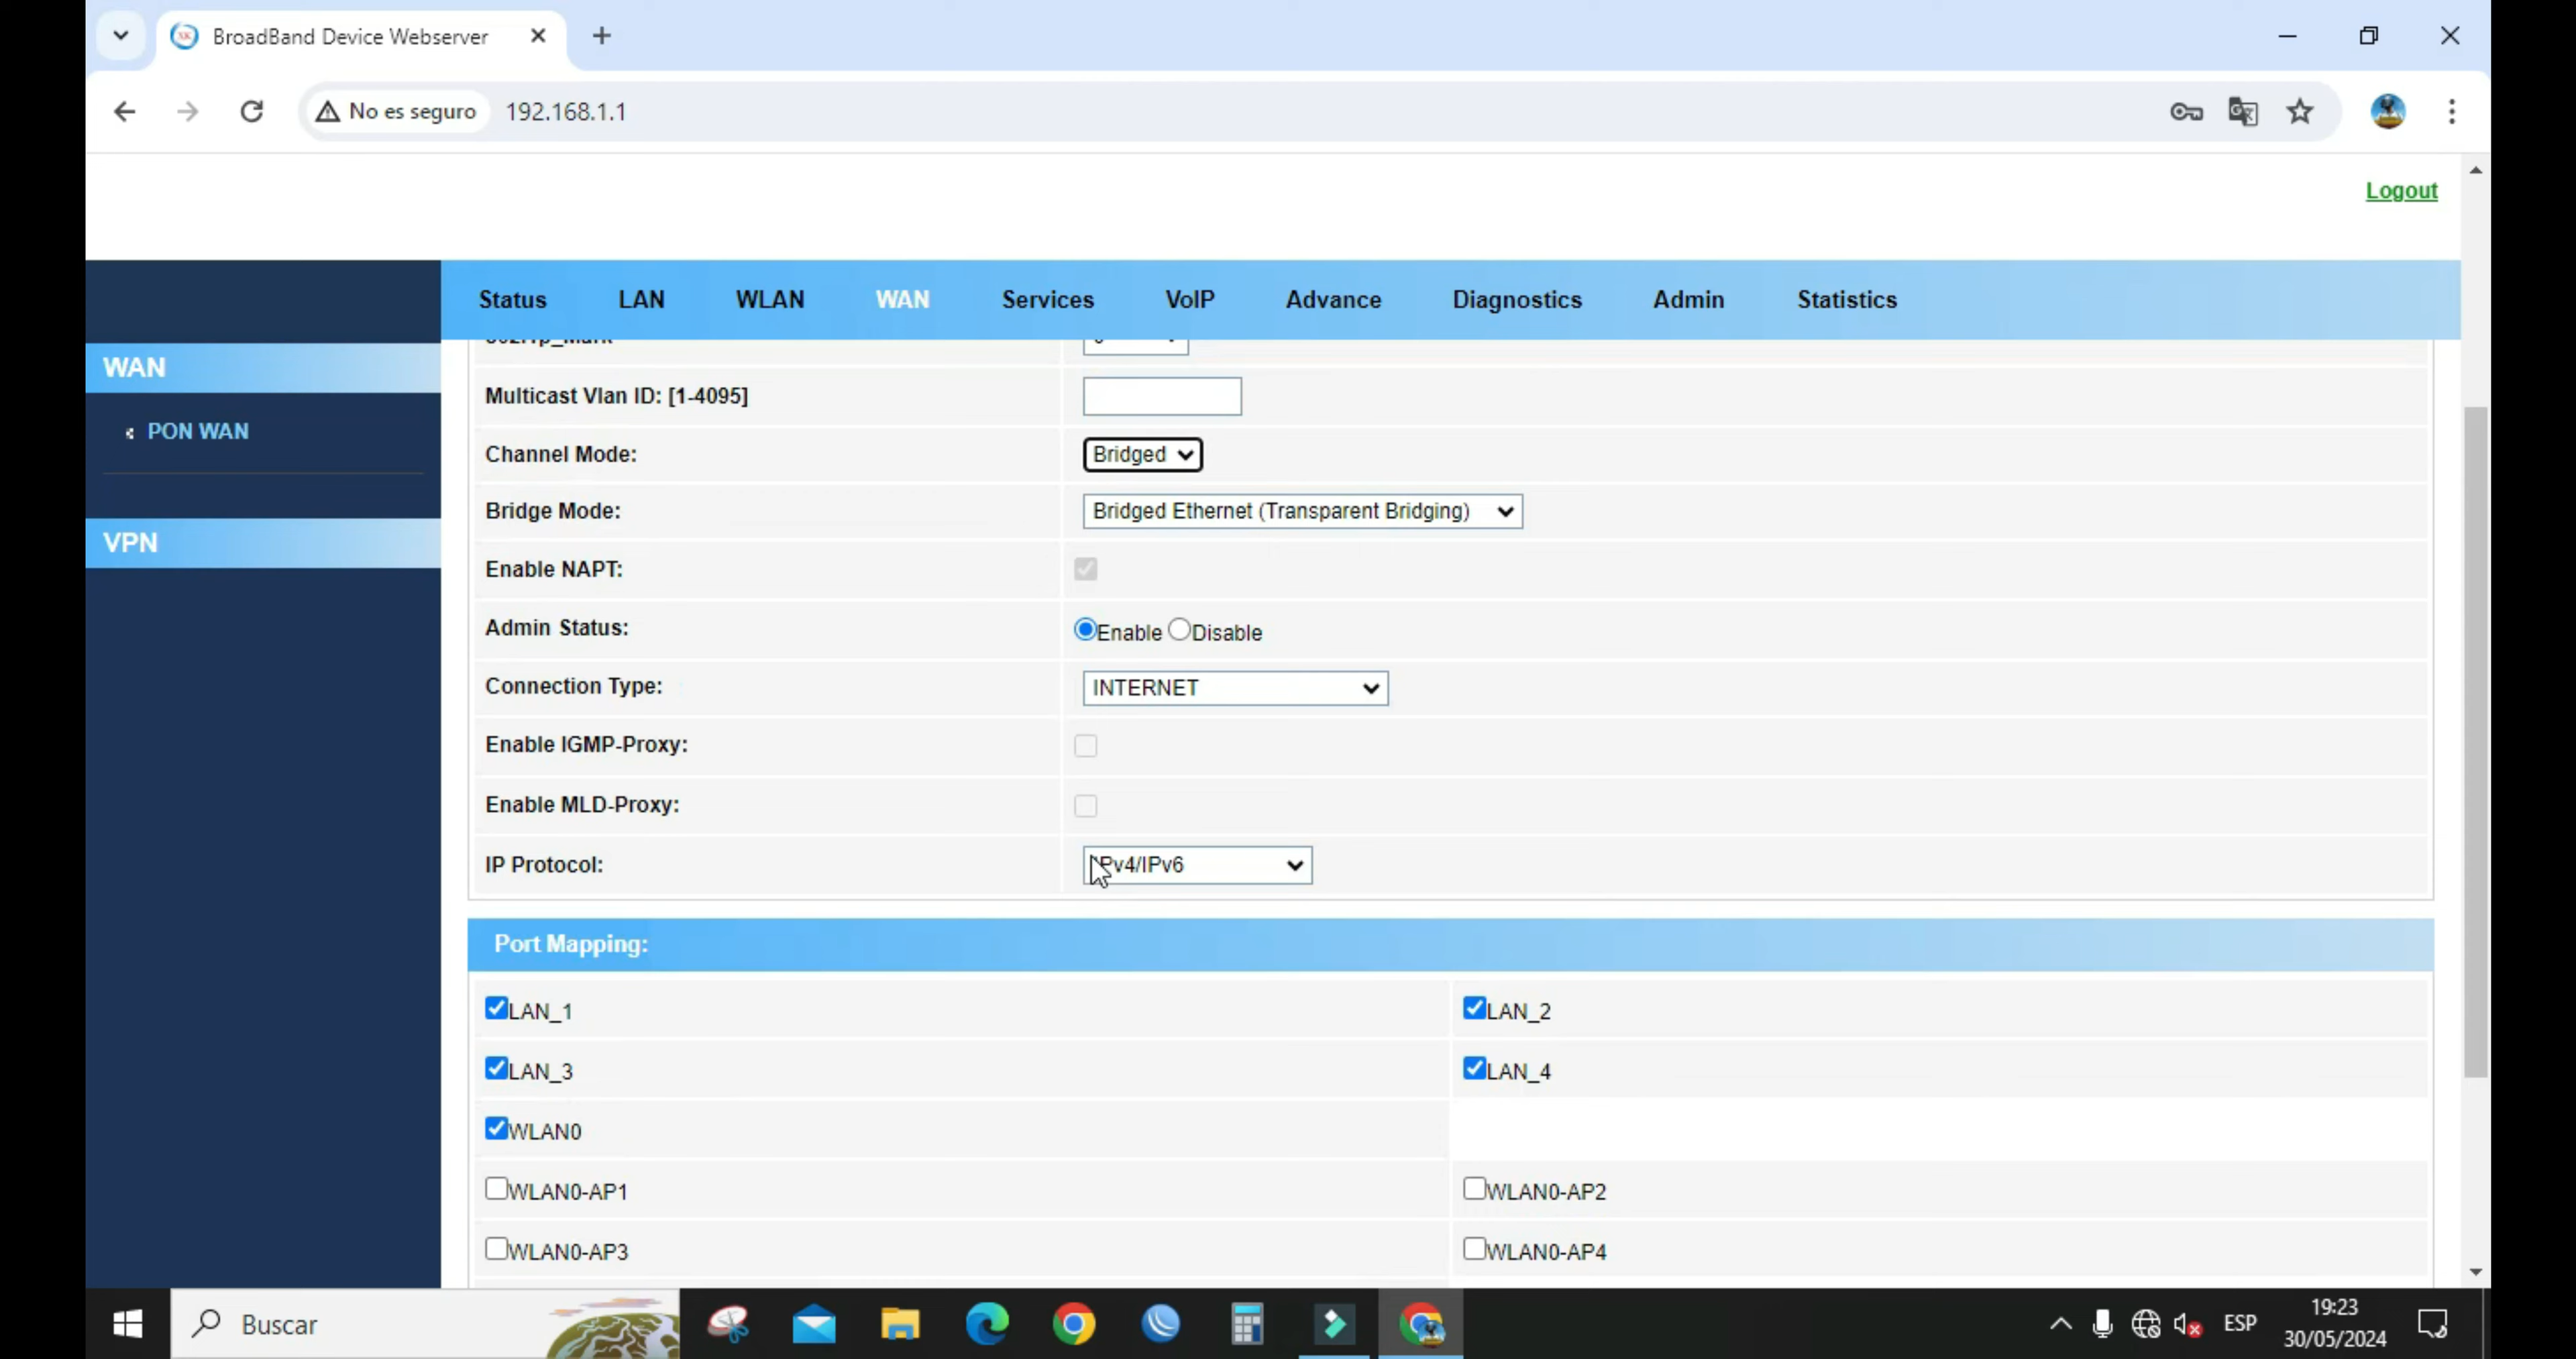 BroadBand Device Webserver
No es seguro 192.168.1.1
Logout
Status LAN WLAN WAN Services VoIP Advance Diagnostics Admin Statistics
WAN
PON WAN
VPN
Multicast Vlan ID: [1-4095]
Channel Mode: Bridged
Bridge Mode: Bridged Ethernet (Transparent Bridging)
Enable NAPT:
Admin Status: Enable Disable
Connection Type: INTERNET
Enable IGMP-Proxy:
Enable MLD-Proxy:
IP Protocol: IPv4/IPv6
Port Mapping:
LAN_1 LAN_2
LAN_3 LAN_4
WLAN0
WLAN0-AP1 WLAN0-AP2
WLAN0-AP3 WLAN0-AP4
Buscar
ESP
19:23
30/05/2024